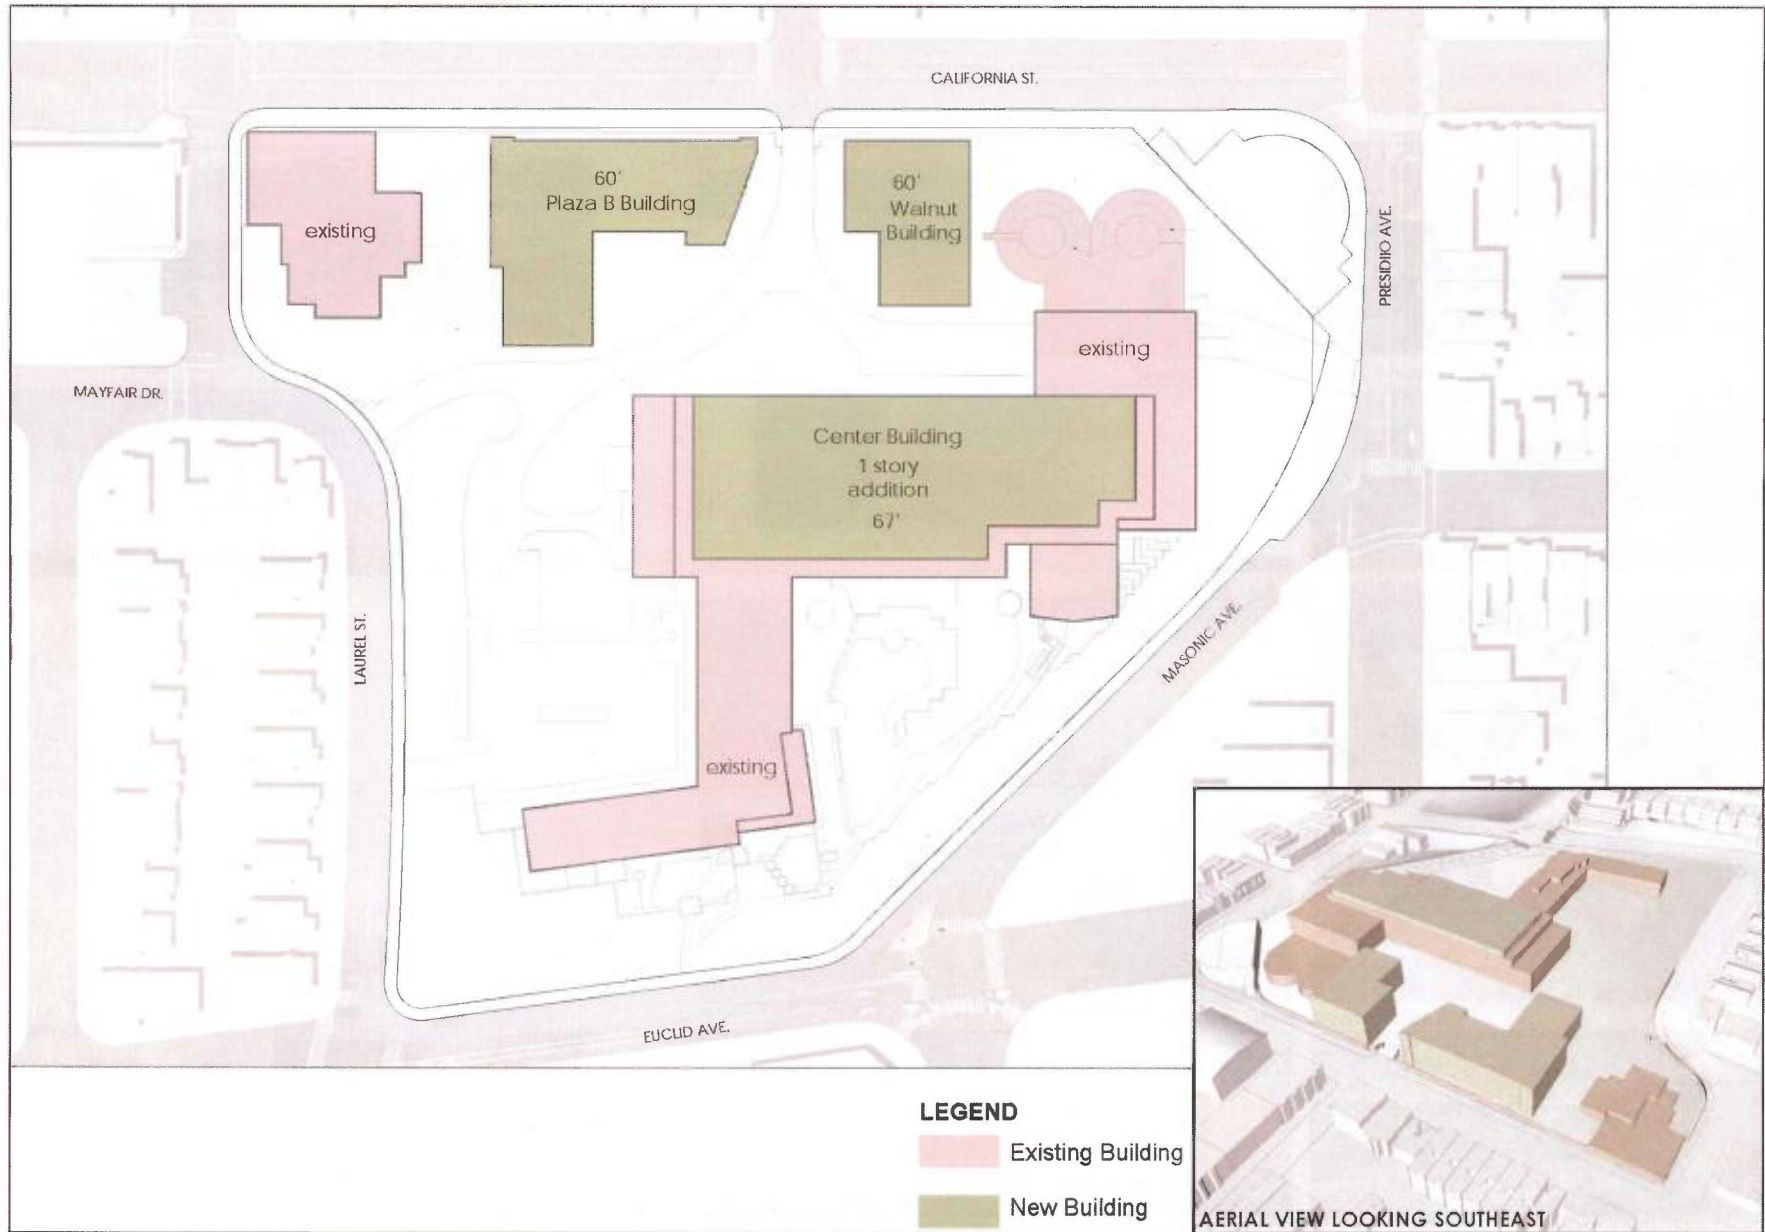 CALIFORNIA ST.
60'
Plaza B Building
existing
60'
Walnut
Building
PRESIDIO AVE.
existing
MAYFAIR DR.
Center Building
1 story
addition
67'
LAUREL ST.
MASONIC AVE.
existing
EUCLID AVE.
LEGEND
Existing Building
New Building
AERIAL VIEW LOOKING SOUTHEAST